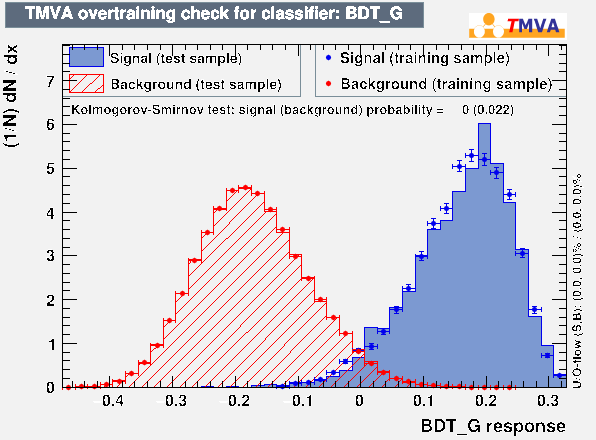 TMVA overtraining check for classifier: BDT_G
TMVA
Signal (test sample)
Background (test sample)
Signal (training sample)
Background (training sample)
Kolmogorov-Smirnov test: signal (background) probability = 0 (0.022)
(1/N) dN / dx
7
6
5
4
3
2
1
0
-0.4 -0.3 -0.2 -0.1 0 0.1 0.2 0.3
BDT_G response
U/O-flow (S,B): (0.0, 0.0)% / (0.0, 0.0)%